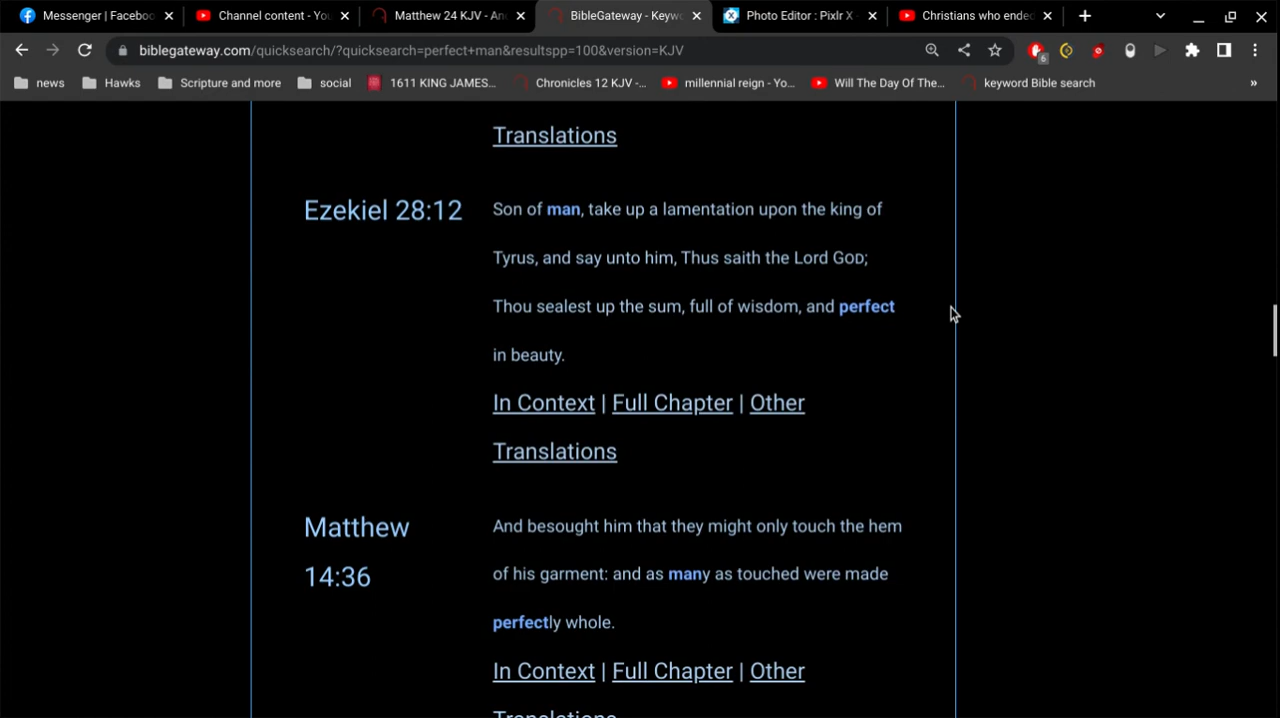 Messenger | Faceboo
Channel content - You
Matthew 24 KJV - An
BibleGateway - Keywo
Photo Editor : Pixlr X -
Christians who ended
biblegateway.com/quicksearch/?quicksearch=perfect+man&resultspp=100&version=KJV
6
news
Hawks
Scripture and more
social
1611 KING JAMES...
Chronicles 12 KJV -...
millennial reign - Yo...
Will The Day Of The...
keyword Bible search
»
Translations
Ezekiel 28:12
Son of man, take up a lamentation upon the king of
Tyrus, and say unto him, Thus saith the Lord GOD;
Thou sealest up the sum, full of wisdom, and perfect
in beauty.
In Context | Full Chapter | Other
Translations
Matthew
14:36
And besought him that they might only touch the hem
of his garment: and as many as touched were made
perfectly whole.
In Context | Full Chapter | Other
Translations